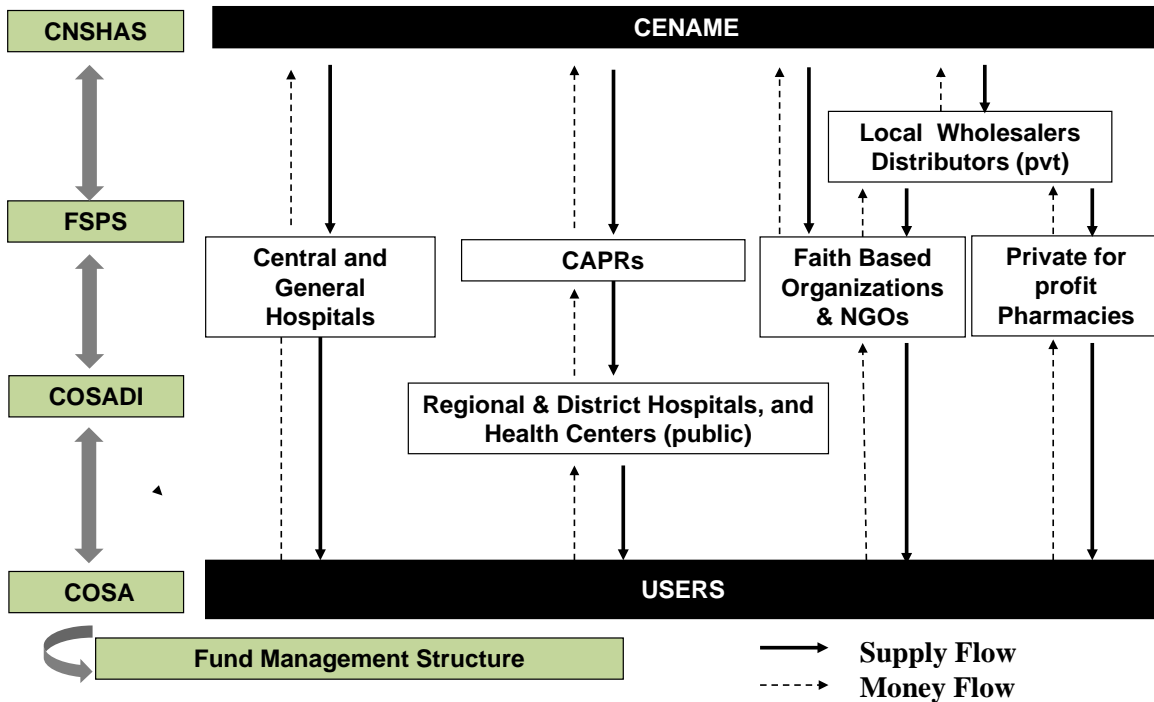 CNSHAS
CENAME
Local Wholesalers
Distributors (pvt)
FSPS
Central and
General
Hospitals
CAPRs
Faith Based
Organizations
& NGOs
Private for
profit
Pharmacies
COSADI
Regional & District Hospitals, and
Health Centers (public)
COSA
USERS
Fund Management Structure
Supply Flow
Money Flow